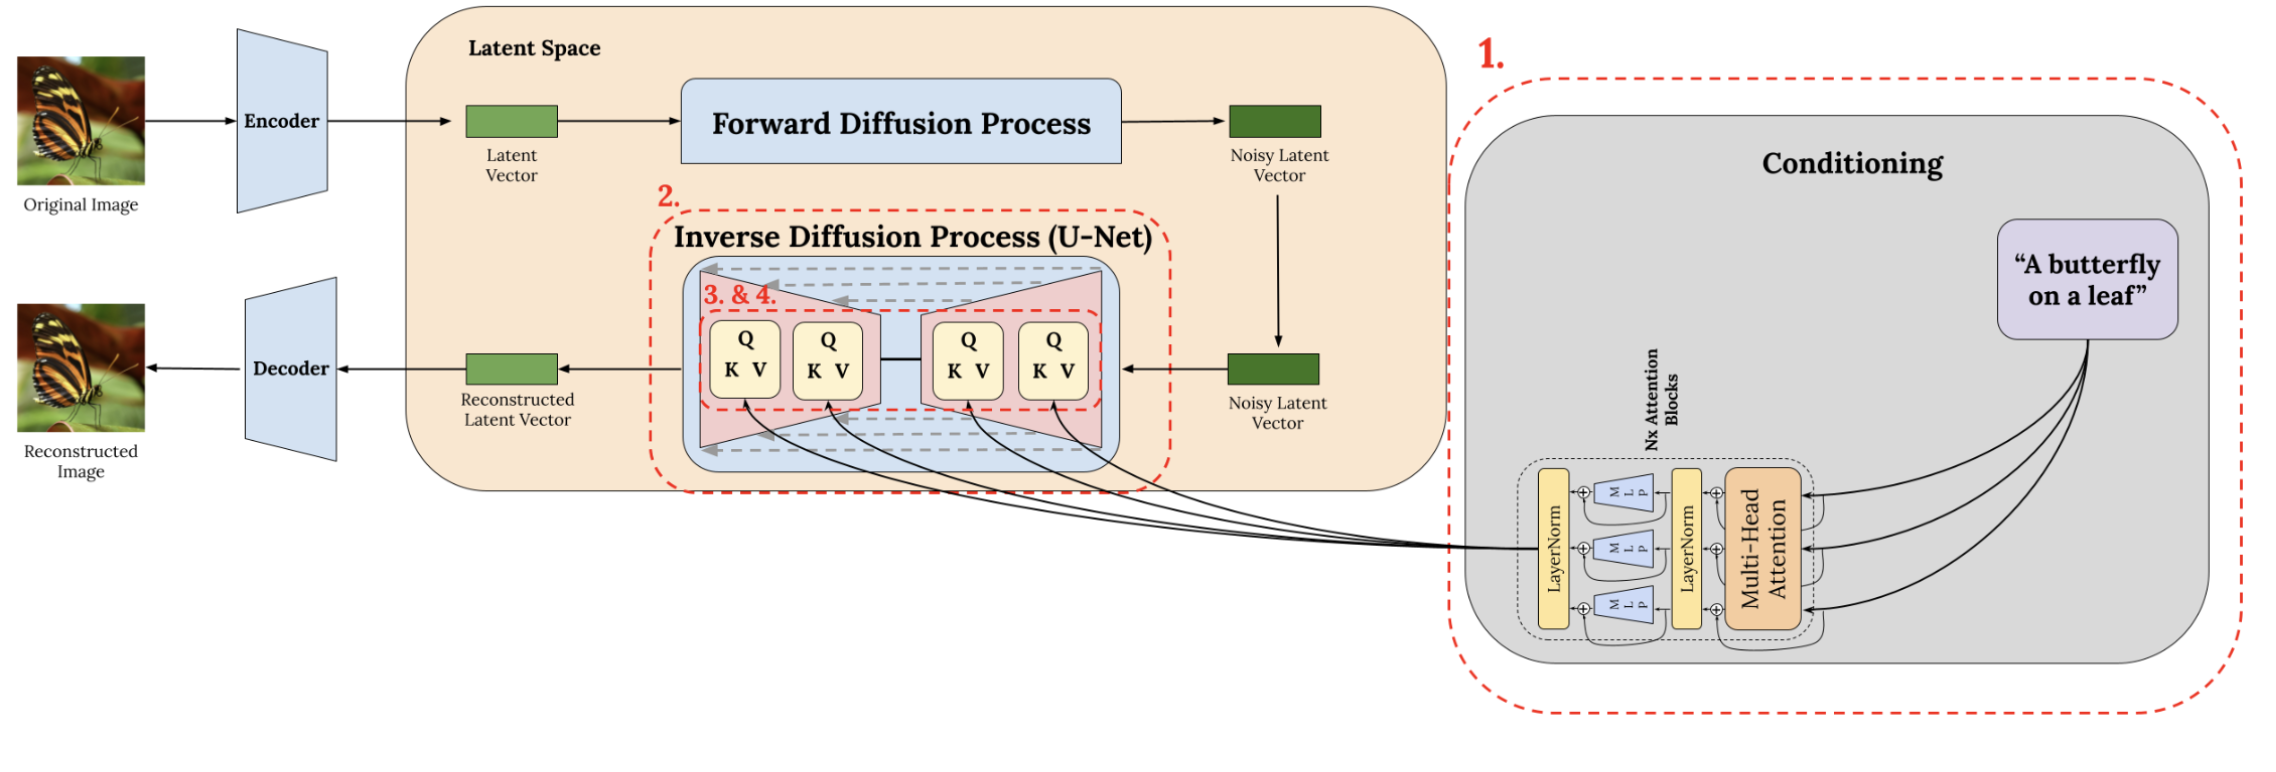 1.
Latent Space
Conditioning
Encoder
Forward Diffusion Process
Latent
Vector
Noisy Latent
Vector
Original Image
2.
Inverse Diffusion Process (U-Net)
“A butterfly
on a leaf”
3. & 4.
Q
K V
Q
K V
Q
K V
Q
K V
Decoder
Reconstructed
Latent Vector
Noisy Latent
Vector
Reconstructed
Image
Nx Attention
Blocks
LayerNorm
MLP
MLP
MLP
LayerNorm
Multi-Head
Attention